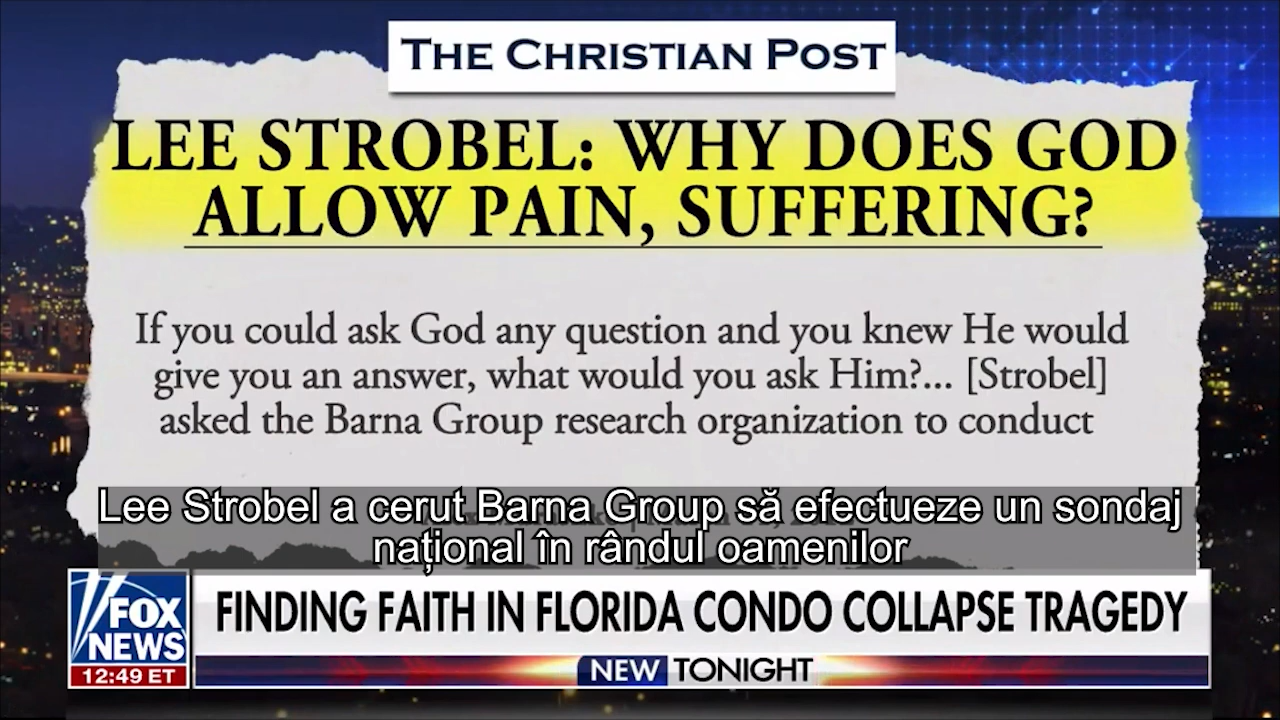 THE CHRISTIAN POST
LEE STROBEL: WHY DOES GOD
ALLOW PAIN, SUFFERING?
If you could ask God any question and you knew He would
give you an answer, what would you ask Him?... [Strobel]
asked the Barna Group research organization to conduct
Lee Strobel a cerut Barna Group să efectueze un sondaj
național în rândul oamenilor
FOX
NEWS
12:49 ET
FINDING FAITH IN FLORIDA CONDO COLLAPSE TRAGEDY
NEW TONIGHT